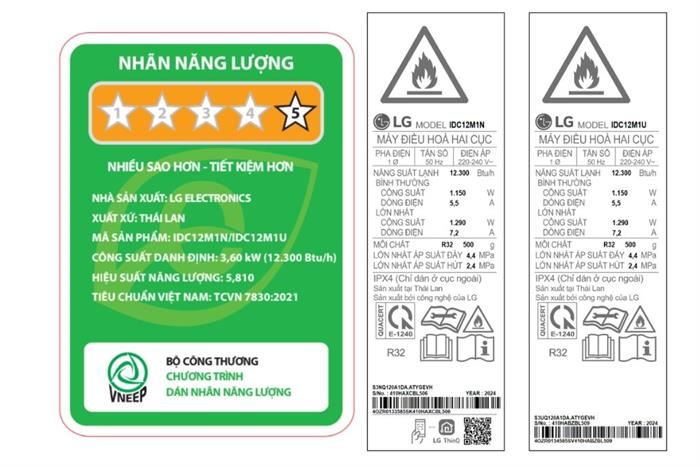 NHÃN NĂNG LƯỢNG
1 2 3 4 5
NHIỀU SAO HƠN - TIẾT KIỆM HƠN
NHÀ SẢN XUẤT: LG ELECTRONICS
XUẤT XỨ: THÁI LAN
MÃ SẢN PHẨM: IDC12M1N/IDC12M1U
CÔNG SUẤT DANH ĐỊNH: 3,60 kW (12.300 Btu/h)
HIỆU SUẤT NĂNG LƯỢNG: 5,810
TIÊU CHUẨN VIỆT NAM: TCVN 7830:2021
VNEEP
BỘ CÔNG THƯƠNG
CHƯƠNG TRÌNH
DÁN NHÃN NĂNG LƯỢNG
LG MODEL IDC12M1N
MÁY ĐIỀU HOÀ HAI CỤC
PHA ĐIỆN TẦN SỐ ĐIỆN ÁP
1 Ø 50 Hz 220-240 V~
NĂNG SUẤT LẠNH 12.300 Btu/h
BÌNH THƯỜNG
CÔNG SUẤT 1.150 W
DÒNG ĐIỆN 5,5 A
LỚN NHẤT
CÔNG SUẤT 1.290 W
DÒNG ĐIỆN 7,2 A
MÔI CHẤT R32 500 g
LỚN NHẤT ÁP SUẤT ĐẨY 4,4 MPa
LỚN NHẤT ÁP SUẤT HÚT 2,4 MPa
IPX4 (Chỉ dán ở cục ngoài)
Sản xuất tại Thái Lan
Sản xuất bởi công nghệ của LG
QUACERT
E-1240
R32
S3NQ120A1DA.ATYGEVH
S/No. : 410HAXCBL506 YEAR : 2024
4OZR0133585SK410HAXCBL506
LG ThinQ
LG MODEL IDC12M1U
MÁY ĐIỀU HOÀ HAI CỤC
PHA ĐIỆN TẦN SỐ ĐIỆN ÁP
1 Ø 50 Hz 220-240 V~
NĂNG SUẤT LẠNH 12.300 Btu/h
BÌNH THƯỜNG
CÔNG SUẤT 1.150 W
DÒNG ĐIỆN 5,5 A
LỚN NHẤT
CÔNG SUẤT 1.290 W
DÒNG ĐIỆN 7,2 A
MÔI CHẤT R32 500 g
LỚN NHẤT ÁP SUẤT ĐẨY 4,4 MPa
LỚN NHẤT ÁP SUẤT HÚT 2,4 MPa
IPX4 (Chỉ dán ở cục ngoài)
Sản xuất tại Thái Lan
Sản xuất bởi công nghệ của LG
QUACERT
E-1240
R32
S3UQ120A1DA.ATYGEVH
S/No. : 410HABZBL509 YEAR : 2024
4OZR0134585SV410HABZBL509